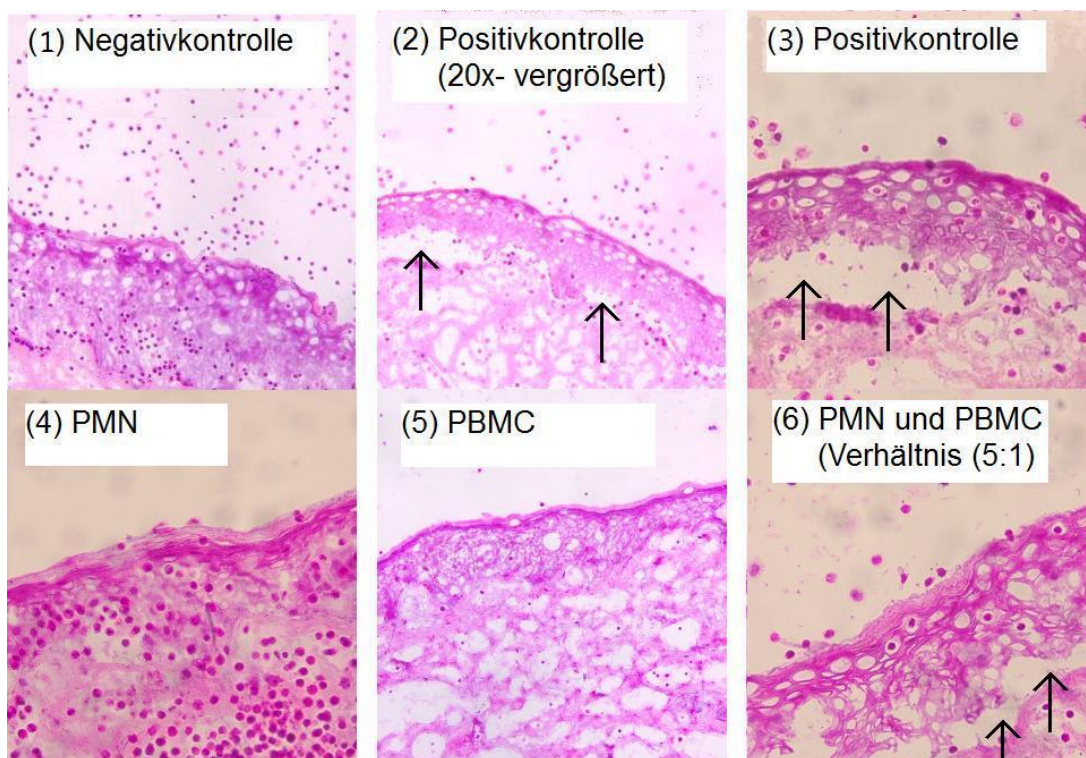 (1) Negativkontrolle
(2) Positivkontrolle
(20x- vergrößert)
(3) Positivkontrolle
(4) PMN
(5) PBMC
(6) PMN und PBMC
(Verhältnis (5:1)